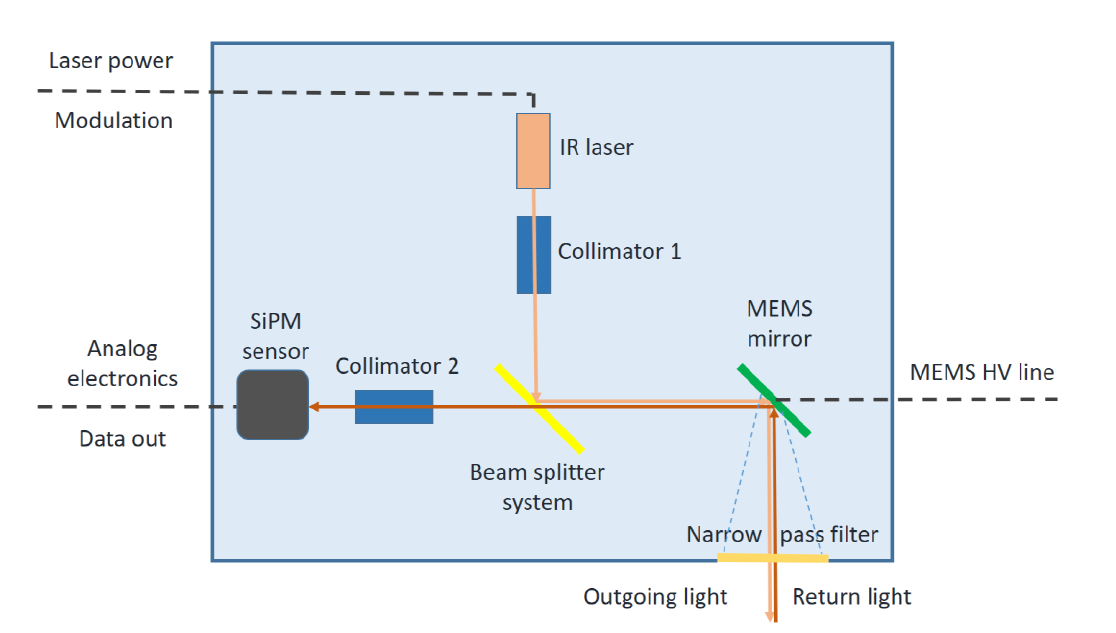 Laser power
Modulation
IR laser
Collimator 1
MEMS
mirror
SiPM
sensor
Analog
electronics
Collimator 2
MEMS HV line
Data out
Beam splitter
system
Narrow pass filter
Outgoing light
Return light